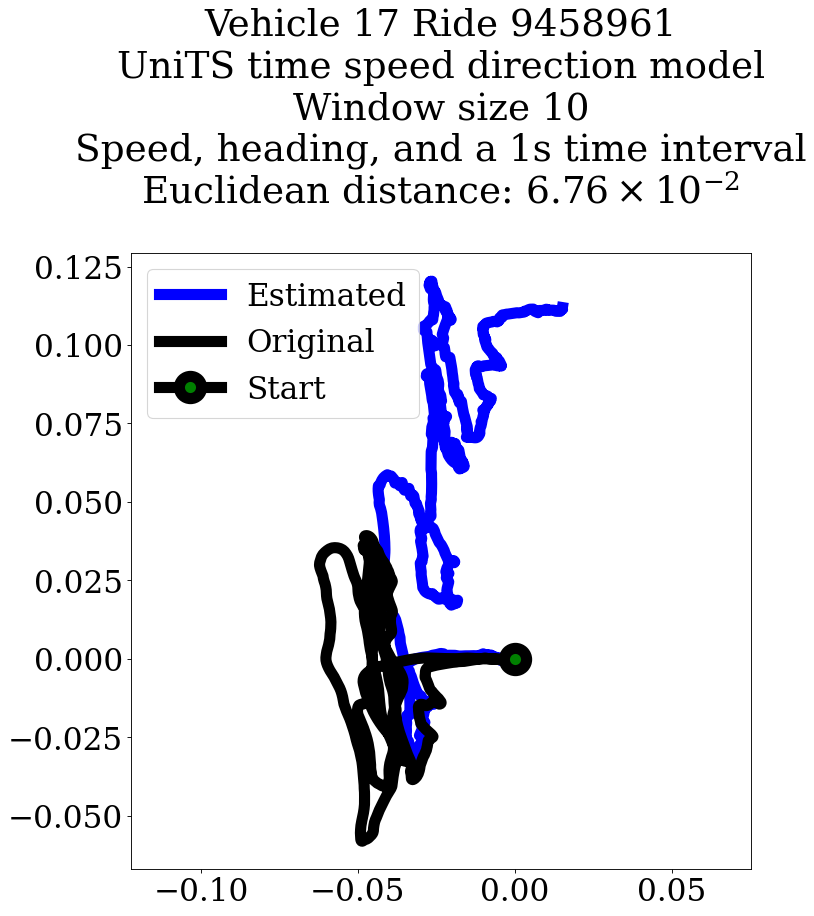 Vehicle 17 Ride 9458961
UniTS time speed direction model
Window size 10
Speed, heading, and a 1s time interval
Euclidean distance: 6.76 × 10⁻²
Estimated
Original
Start
0.125
0.100
0.075
0.050
0.025
0.000
−0.025
−0.050
−0.10 −0.05 0.00 0.05